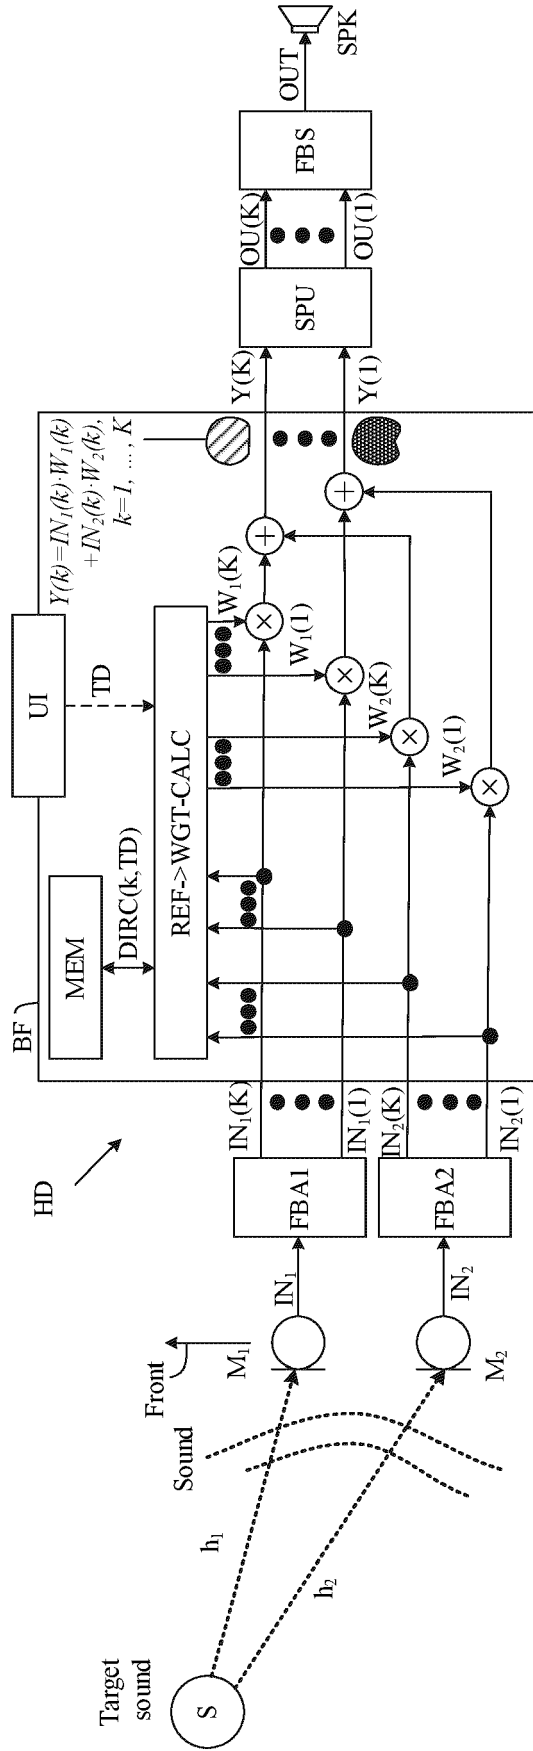 HD
BF
MEM
UI
Y(k)=IN₁(k)·W₁(k)
+IN₂(k)·W₂(k),
k=1, ..., K
DIRC(k,TD)
TD
REF->WGT-CALC
Target
sound
S
h₁
h₂
Sound
Front
M₁
M₂
IN₁
IN₂
FBA1
FBA2
IN₁(K)
IN₁(1)
IN₂(K)
IN₂(1)
W₁(K)
W₁(1)
W₂(K)
W₂(1)
×
×
×
×
+
+
Y(K)
Y(1)
SPU
OU(K)
OU(1)
FBS
OUT
SPK